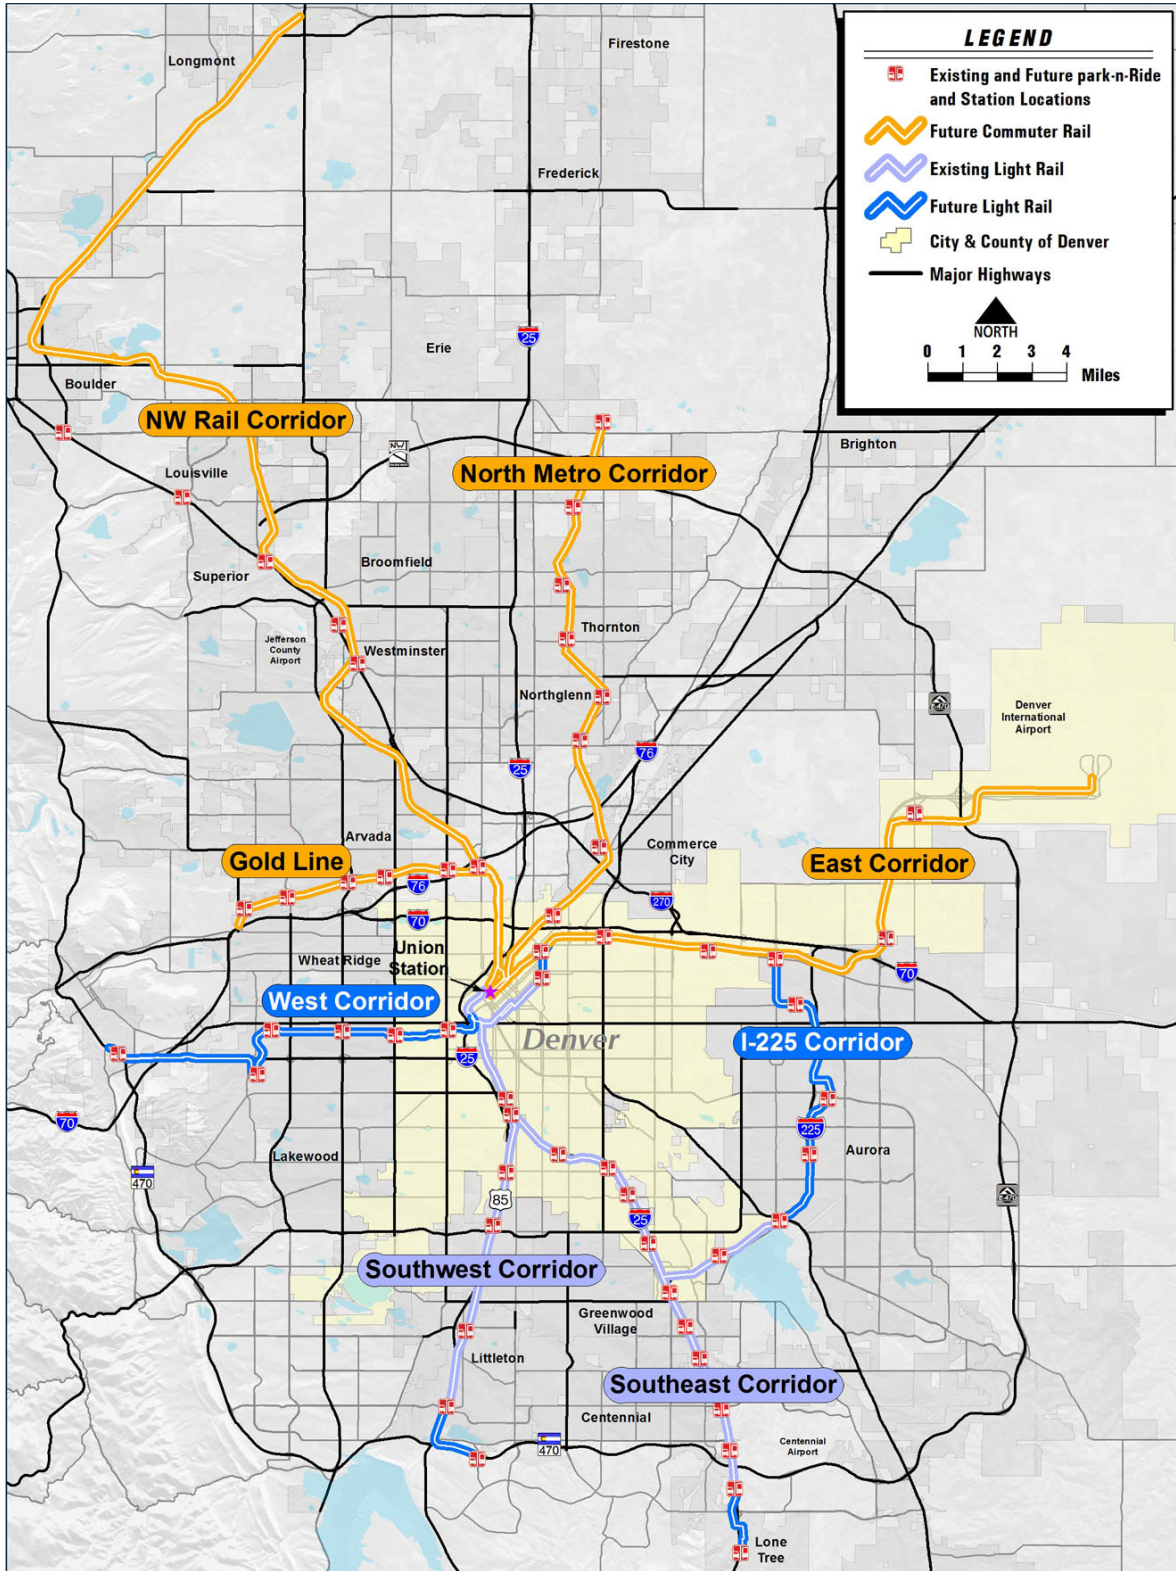 LEGEND
Existing and Future park-n-Ride
and Station Locations
Future Commuter Rail
Existing Light Rail
Future Light Rail
City & County of Denver
Major Highways
NORTH
0 1 2 3 4
Miles
Longmont
Firestone
Frederick
25
Erie
Boulder
NW Rail Corridor
Brighton
North Metro Corridor
Louisville
Broomfield
Superior
Thornton
Jefferson
County
Airport
Westminster
Northglenn
Denver
International
Airport
76
25
Arvada
Commerce
City
Gold Line
East Corridor
76
270
70
Union
Station
Wheat Ridge
70
West Corridor
Denver
I-225 Corridor
25
70
225
Lakewood
Aurora
470
85
25
Southwest Corridor
Greenwood
Village
Littleton
Southeast Corridor
Centennial
470
Centennial
Airport
Lone
Tree